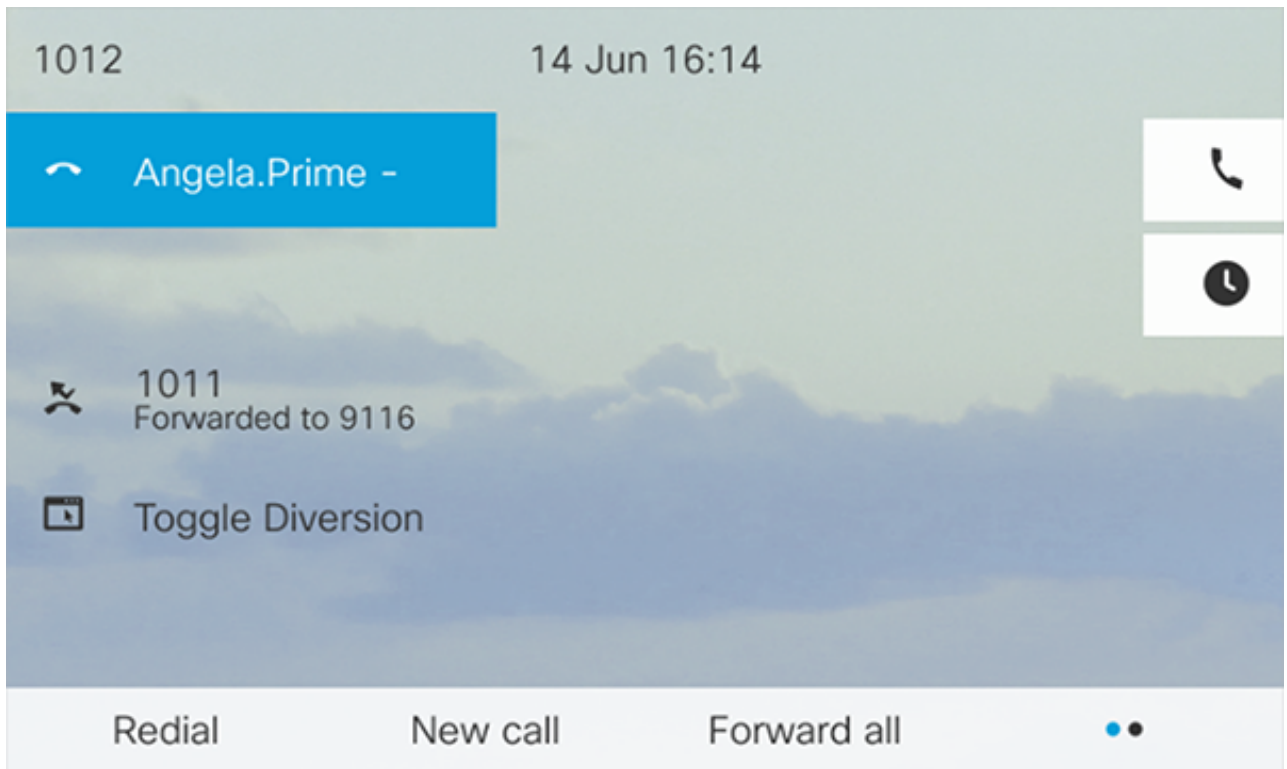 1012
14 Jun 16:14
Angela.Prime -
1011
Forwarded to 9116
Toggle Diversion
Redial
New call
Forward all